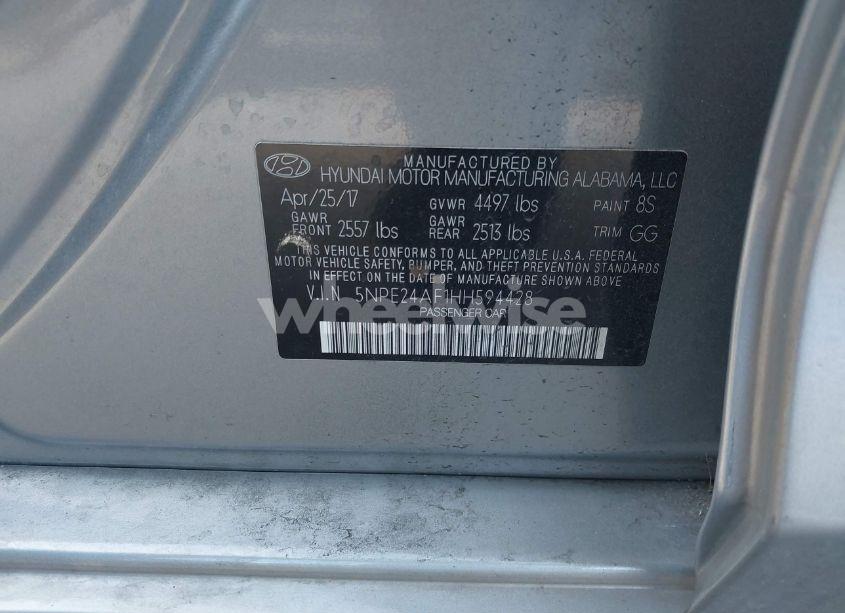 MANUFACTURED BY
HYUNDAI MOTOR MANUFACTURING ALABAMA, LLC
Apr/25/17 GVWR 4497 lbs PAINT 8S
GAWR FRONT 2557 lbs GAWR REAR 2513 lbs TRIM GG
THIS VEHICLE CONFORMS TO ALL APPLICABLE U.S.A. FEDERAL
MOTOR VEHICLE SAFETY, BUMPER, AND THEFT PREVENTION STANDARDS
IN EFFECT ON THE DATE OF MANUFACTURE SHOWN ABOVE.
V.I.N. 5NPE24AF1HH594428
wheelwise
PASSENGER CAR